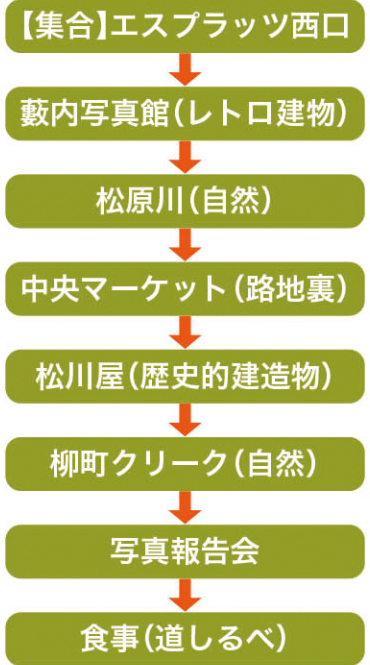 【集合】エスプラッツ西口
藪内写真館(レトロ建物)
松原川(自然)
中央マーケット(路地裏)
松川屋(歴史的建造物)
柳町クリーク(自然)
写真報告会
食事(道しるべ)